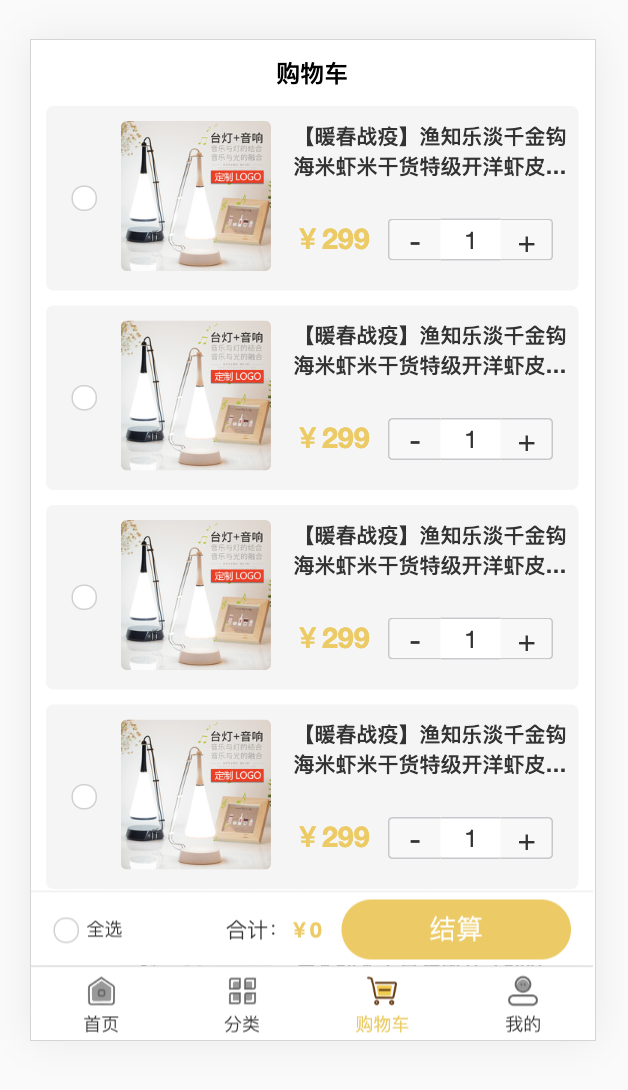 购物车
台灯+音响
音乐与灯的结合
音乐与光的融合
定制 LOGO
【暖春战疫】渔知乐淡千金钩
海米虾米干货特级开洋虾皮...
¥ 299
- 1 +
台灯+音响
音乐与灯的结合
音乐与光的融合
定制 LOGO
【暖春战疫】渔知乐淡千金钩
海米虾米干货特级开洋虾皮...
¥ 299
- 1 +
台灯+音响
音乐与灯的结合
音乐与光的融合
定制 LOGO
【暖春战疫】渔知乐淡千金钩
海米虾米干货特级开洋虾皮...
¥ 299
- 1 +
台灯+音响
音乐与灯的结合
音乐与光的融合
定制 LOGO
【暖春战疫】渔知乐淡千金钩
海米虾米干货特级开洋虾皮...
¥ 299
- 1 +
全选 合计： ¥ 0 结算
首页 分类 购物车 我的